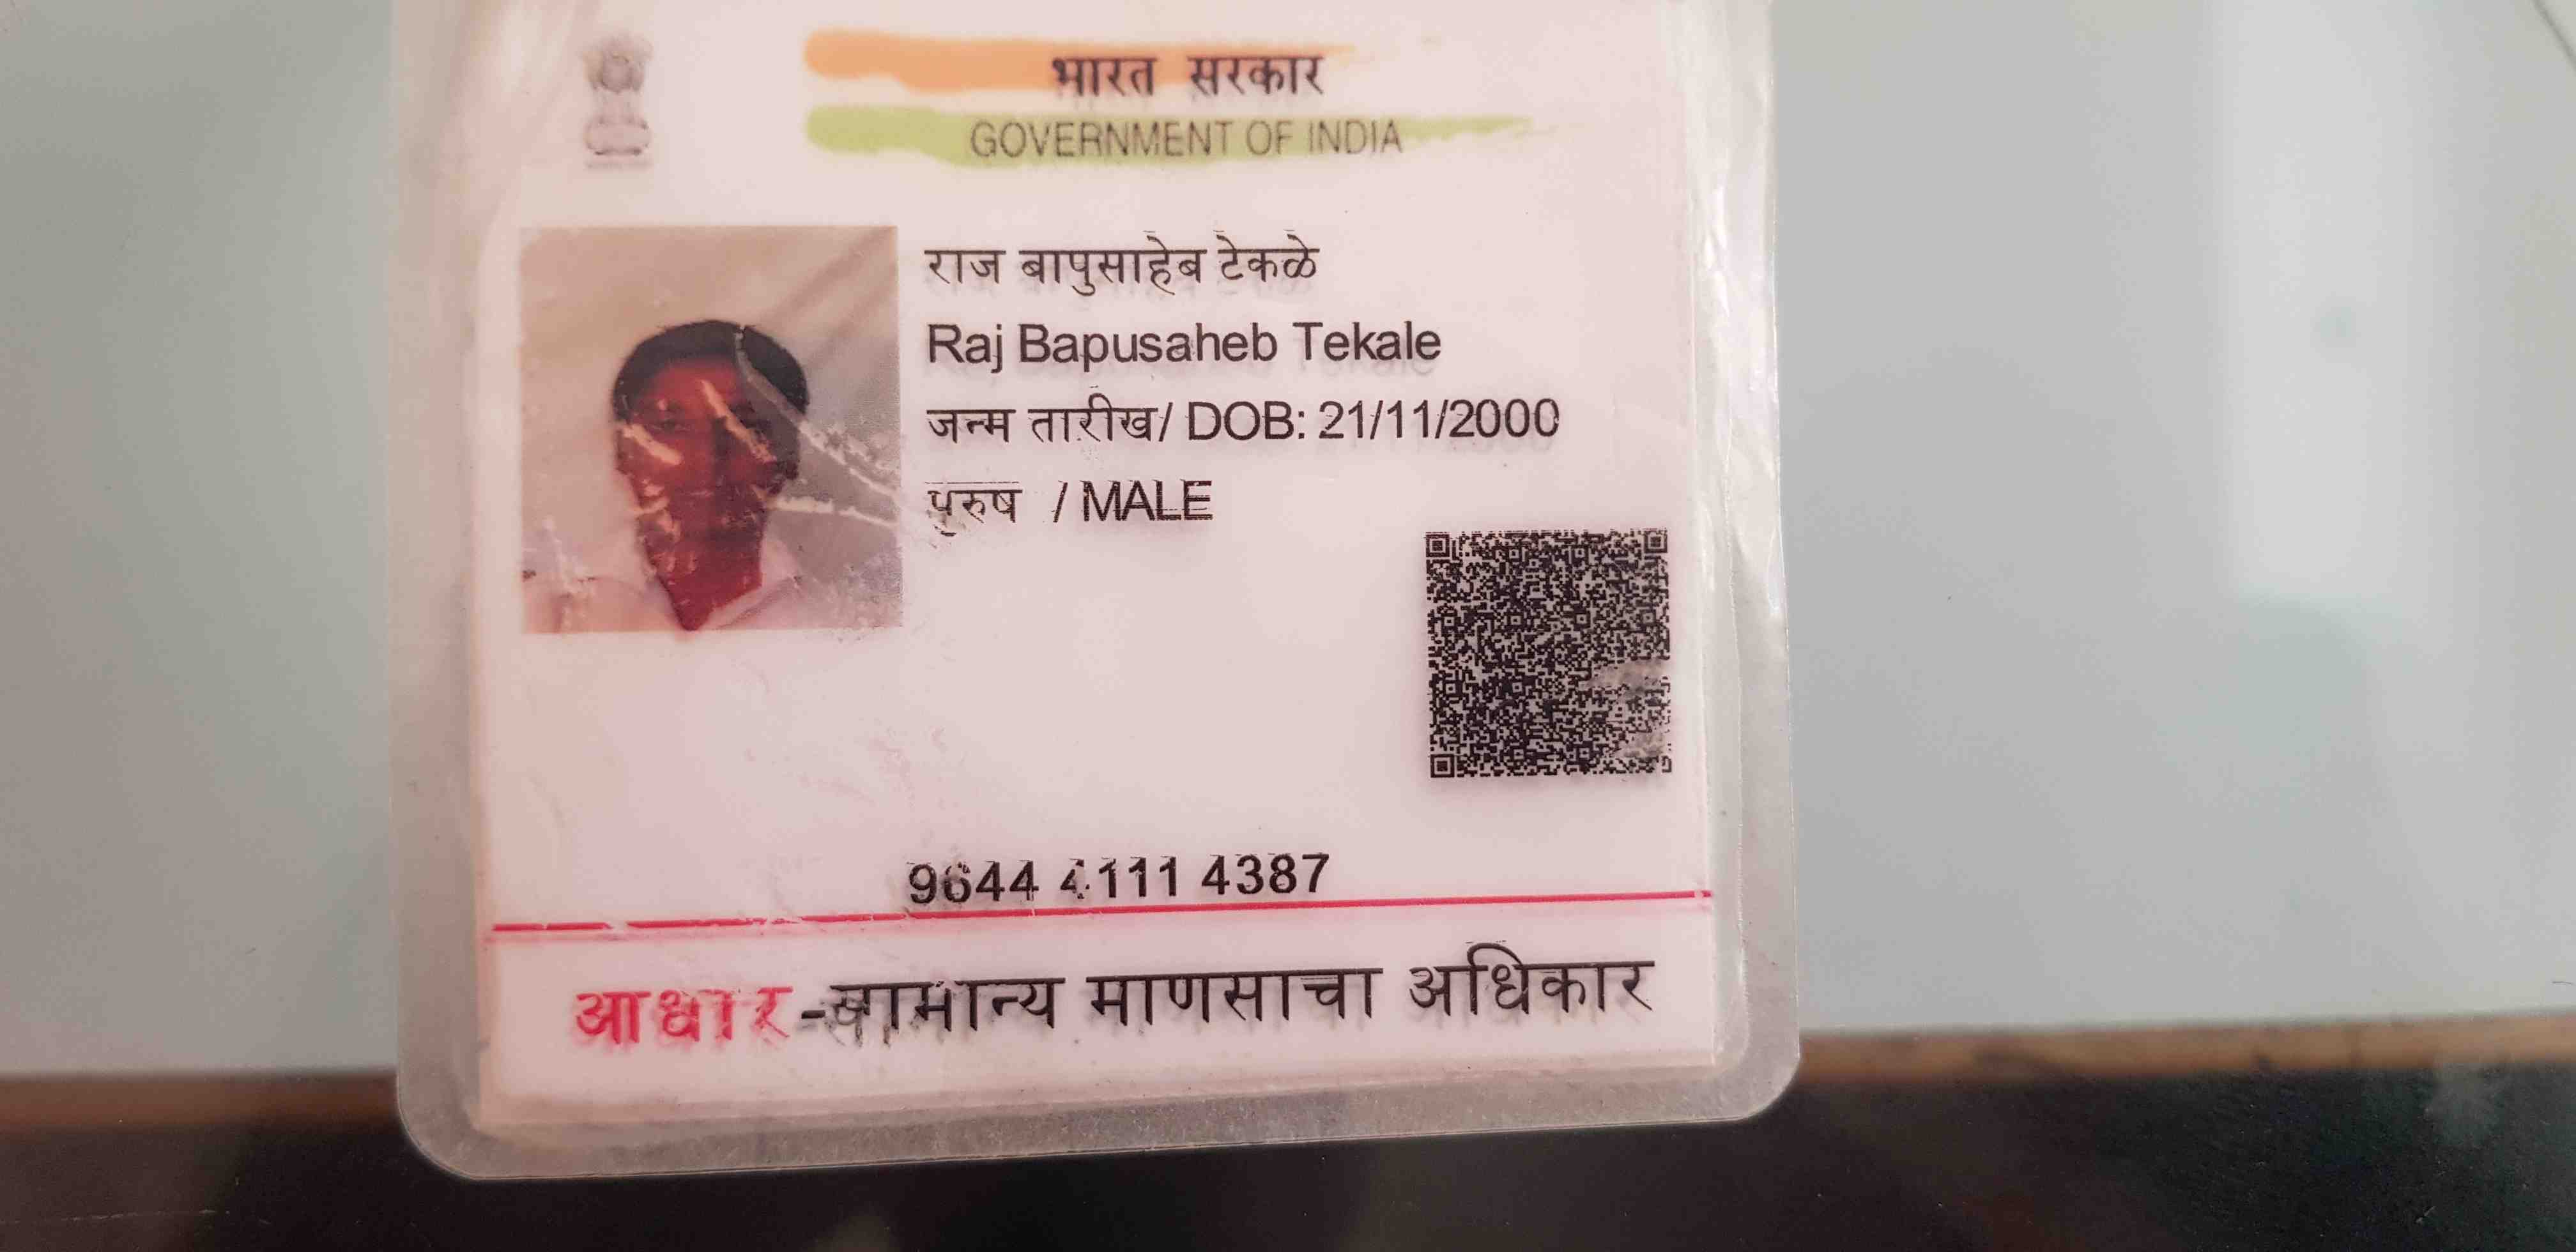 भारत सरकार
GOVERNMENT OF INDIA
राज बापुसाहेब टेकळे
Raj Bapusaheb Tekale
जन्म तारीख/ DOB: 21/11/2000
पुरुष / MALE
9644 4111 4387
आधार-सामान्य माणसाचा अधिकार